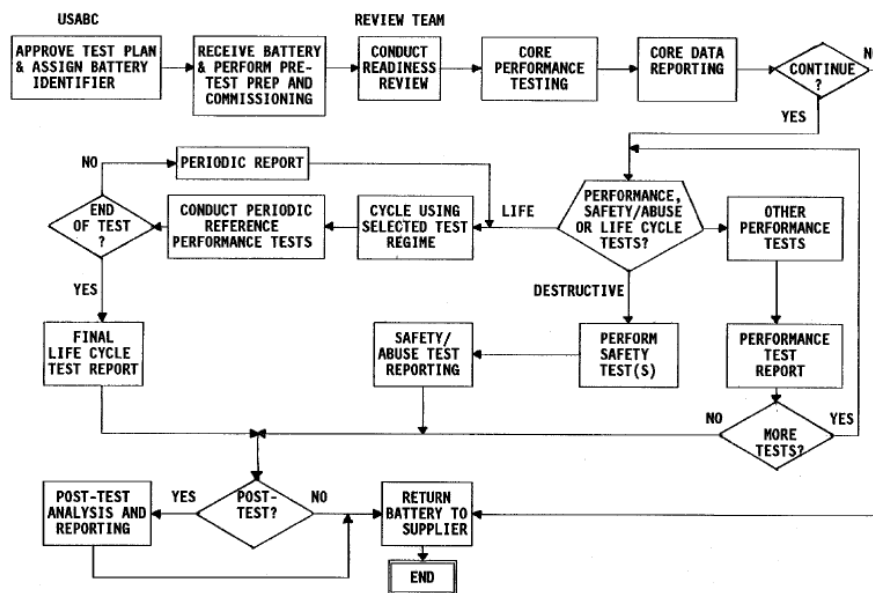 USABC
REVIEW TEAM
APPROVE TEST PLAN
& ASSIGN BATTERY
IDENTIFIER
RECEIVE BATTERY
& PERFORM PRE-
TEST PREP AND
COMMISSIONING
CONDUCT
READINESS
REVIEW
CORE
PERFORMANCE
TESTING
CORE DATA
REPORTING
CONTINUE
?
NO
YES
PERFORMANCE,
SAFETY/ABUSE
OR LIFE CYCLE
TESTS?
LIFE
CYCLE USING
SELECTED TEST
REGIME
CONDUCT PERIODIC
REFERENCE
PERFORMANCE TESTS
END
OF TEST
?
NO
PERIODIC REPORT
YES
FINAL
LIFE CYCLE
TEST REPORT
DESTRUCTIVE
PERFORM
SAFETY
TEST(S)
SAFETY/
ABUSE TEST
REPORTING
OTHER
PERFORMANCE
TESTS
PERFORMANCE
TEST
REPORT
NO
YES
MORE
TESTS?
POST-
TEST?
YES
POST-TEST
ANALYSIS AND
REPORTING
NO
RETURN
BATTERY TO
SUPPLIER
END